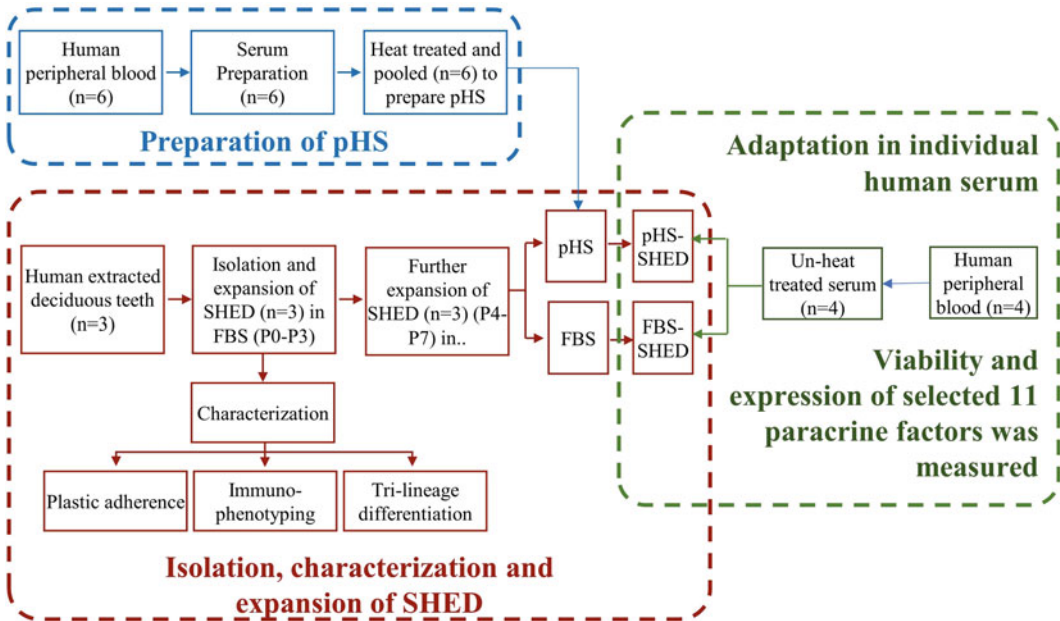 Human
peripheral blood
(n=6)
Serum
Preparation
(n=6)
Heat treated and
pooled (n=6) to
prepare pHS
Preparation of pHS
Adaptation in individual
human serum
Human extracted
deciduous teeth
(n=3)
Isolation and
expansion of
SHED (n=3) in
FBS (P0-P3)
Further
expansion of
SHED (n=3) (P4-
P7) in..
pHS
pHS-
SHED
FBS
FBS-
SHED
Un-heat
treated serum
(n=4)
Human
peripheral
blood (n=4)
Characterization
Plastic adherence
Immuno-
phenotyping
Tri-lineage
differentiation
Viability and
expression of selected 11
paracrine factors was
measured
Isolation, characterization and
expansion of SHED